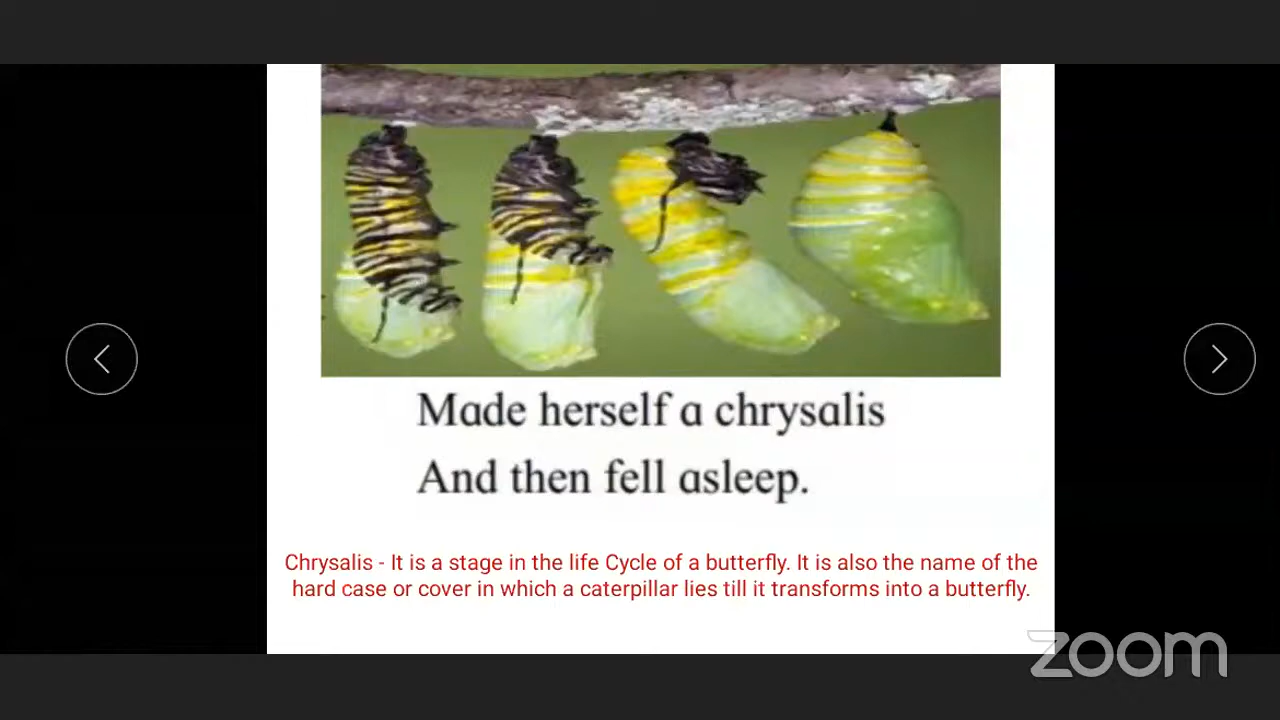 Made herself a chrysalis
And then fell asleep.
Chrysalis - It is a stage in the life Cycle of a butterfly. It is also the name of the
hard case or cover in which a caterpillar lies till it transforms into a butterfly.
zoom